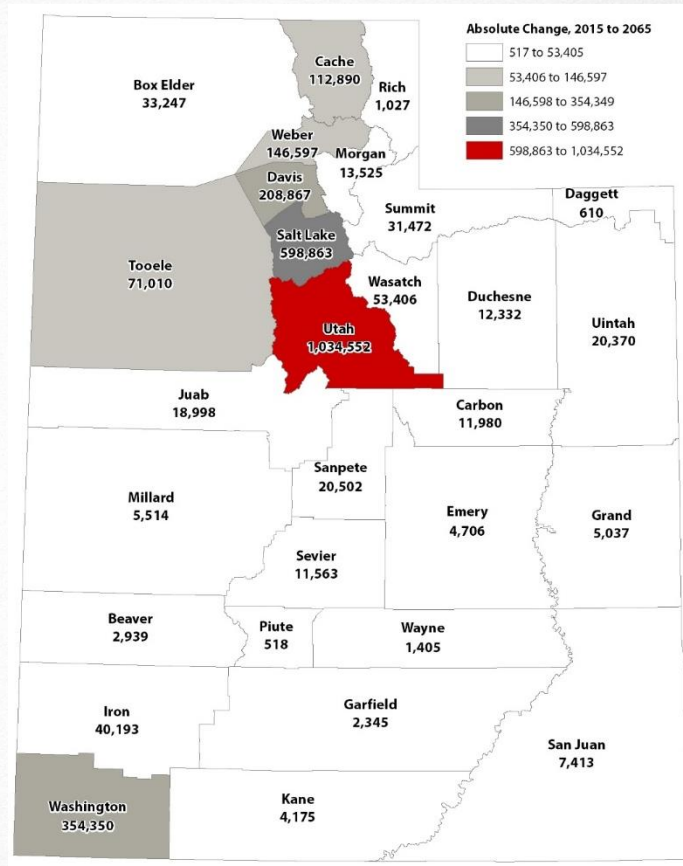 Absolute Change, 2015 to 2065
517 to 53,405
53,406 to 146,597
146,598 to 354,349
354,350 to 598,863
598,863 to 1,034,552
Cache
112,890
Box Elder
33,247
Rich
1,027
Weber
146,597
Morgan
13,525
Davis
208,867
Daggett
610
Summit
31,472
Salt Lake
598,863
Tooele
71,010
Wasatch
53,406
Duchesne
12,332
Uintah
20,370
Utah
1,034,552
Juab
18,998
Carbon
11,980
Sanpete
20,502
Millard
5,514
Emery
4,706
Grand
5,037
Sevier
11,563
Beaver
2,939
Piute
518
Wayne
1,405
Iron
40,193
Garfield
2,345
San Juan
7,413
Washington
354,350
Kane
4,175